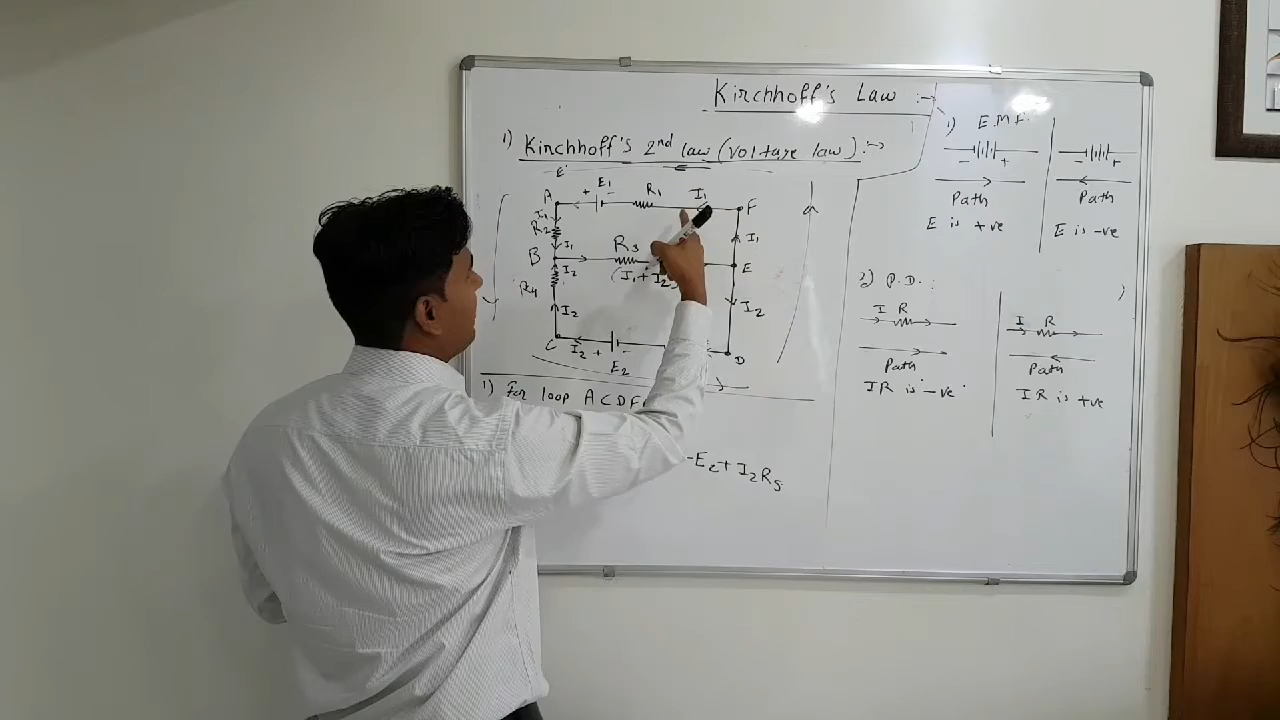 Kirchhoff's Law :→
1) Kirchhoff's 2nd law (voltage law) :→
E1 R1 I1
A F
I1
R2 I1
B R3 E
I2 (I1 + I2)
R4
I2 I2
C I2 + - D
E2
1) For loop ACDF
-E2 + I2R5
1) E.M.F.
- + - +
Path Path
E is +ve E is -ve
2) P.D. :
I R I R
Path Path
IR is -ve IR is +ve